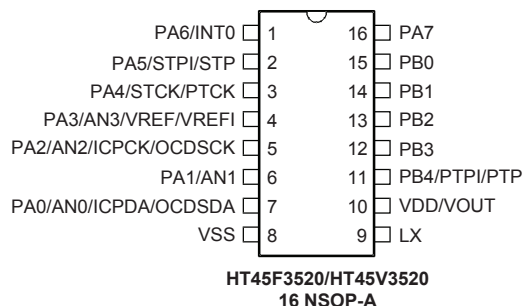 PA6/INT0 1 16 PA7
PA5/STPI/STP 2 15 PB0
PA4/STCK/PTCK 3 14 PB1
PA3/AN3/VREF/VREFI 4 13 PB2
PA2/AN2/ICPCK/OCDSCK 5 12 PB3
PA1/AN1 6 11 PB4/PTPI/PTP
PA0/AN0/ICPDA/OCDSDA 7 10 VDD/VOUT
VSS 8 9 LX
HT45F3520/HT45V3520
16 NSOP-A